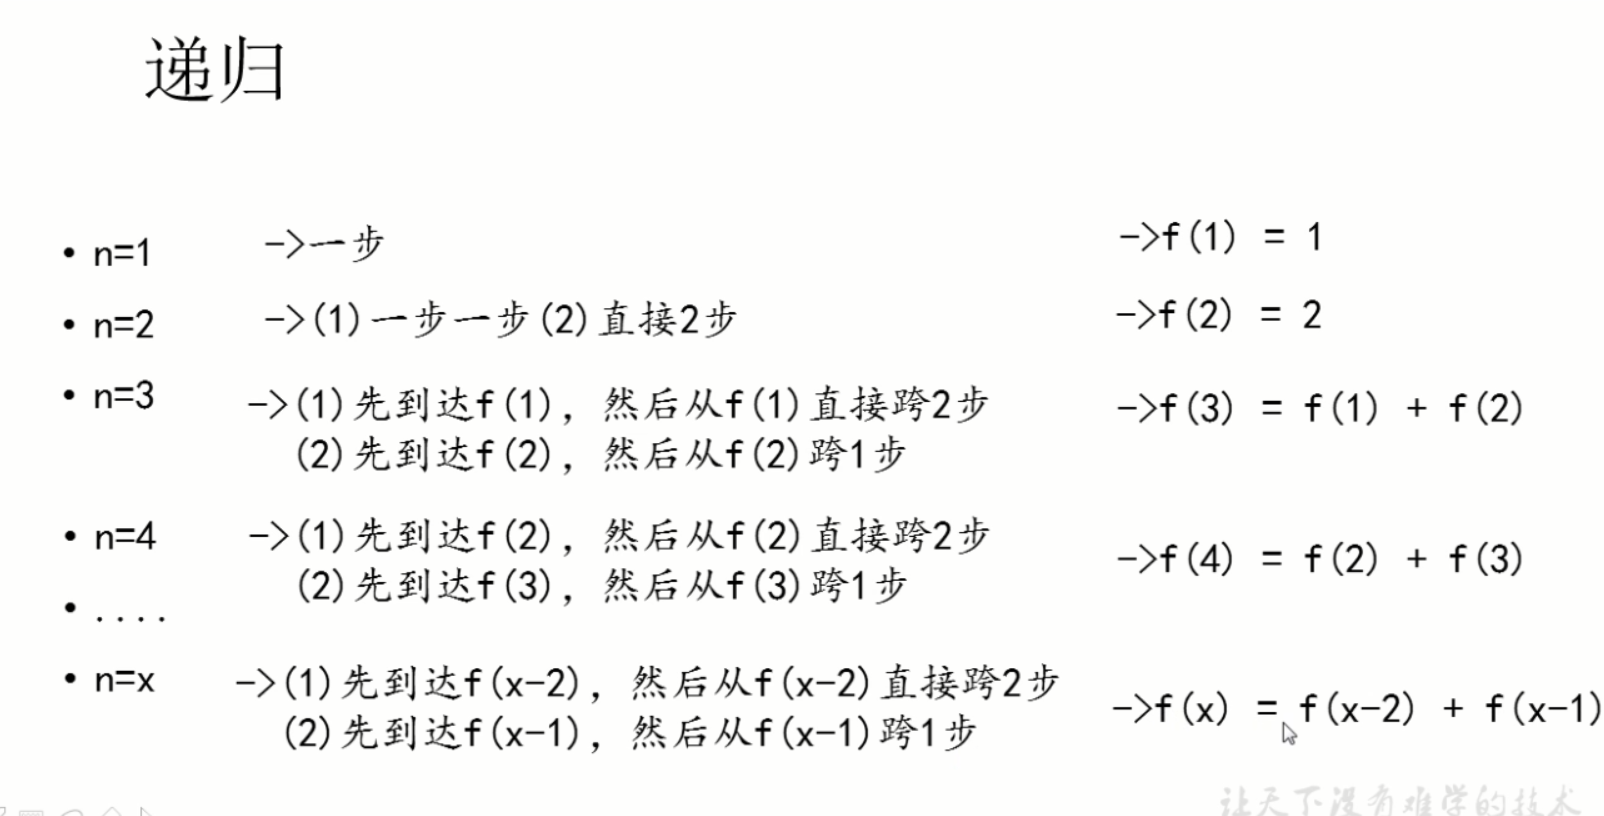 递归
• n=1 ->一步 ->f(1) = 1
• n=2 ->(1)一步一步(2)直接2步 ->f(2) = 2
• n=3 ->(1)先到达f(1)，然后从f(1)直接跨2步 ->f(3) = f(1) + f(2)
(2)先到达f(2)，然后从f(2)跨1步
• n=4 ->(1)先到达f(2)，然后从f(2)直接跨2步 ->f(4) = f(2) + f(3)
(2)先到达f(3)，然后从f(3)跨1步
• ....
• n=x ->(1)先到达f(x-2)，然后从f(x-2)直接跨2步 ->f(x) = f(x-2) + f(x-1)
(2)先到达f(x-1)，然后从f(x-1)跨1步
让天下没有难学的技术